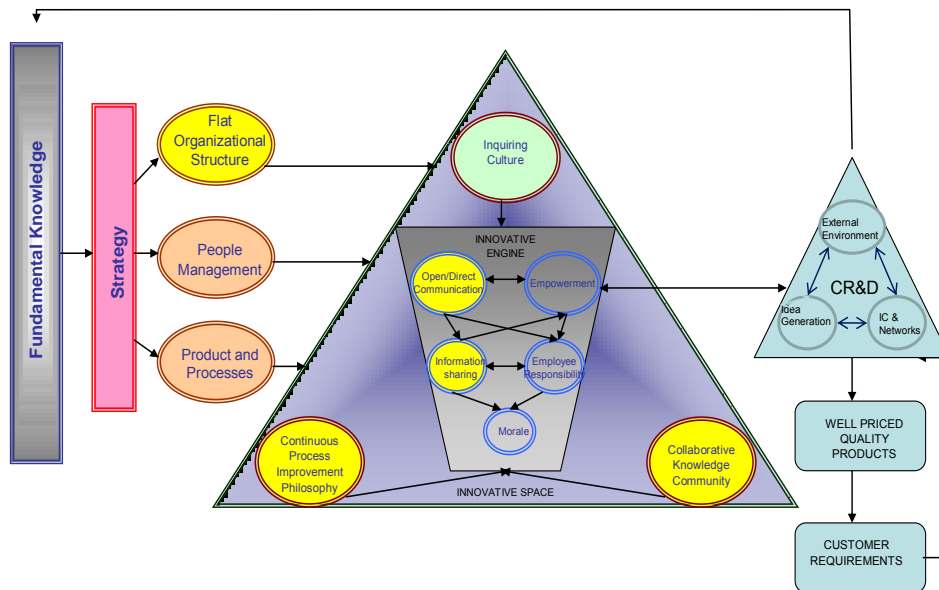 Fundamental Knowledge
Strategy
Flat
Organizational
Structure
People
Management
Product and
Processes
Inquiring
Culture
INNOVATIVE
ENGINE
Open/Direct
Communication
Empowerment
Information
sharing
Employee
Responsibility
Morale
Continuous
Process
Improvement
Philosophy
Collaborative
Knowledge
Community
INNOVATIVE SPACE
External
Environment
CR&D
Idea
Generation
IC &
Networks
WELL PRICED
QUALITY
PRODUCTS
CUSTOMER
REQUIREMENTS